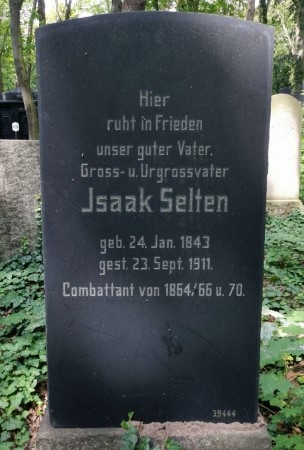 Hier
ruht in Frieden
unser guter Vater,
Gross- u. Urgrossvater
Jsaak Selten
geb. 24. Jan. 1843
gest. 23. Sept. 1911.
Combattant von 1864/66 u. 70.
39444